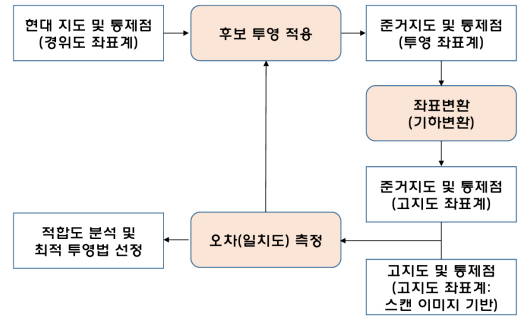 현대 지도 및 통제점
(경위도 좌표계)
후보 투영 적용
준거지도 및 통제점
(투영 좌표계)
좌표변환
(기하변환)
준거지도 및 통제점
(고지도 좌표계)
적합도 분석 및
최적 투영법 선정
오차(일치도) 측정
고지도 및 통제점
(고지도 좌표계:
스캔 이미지 기반)